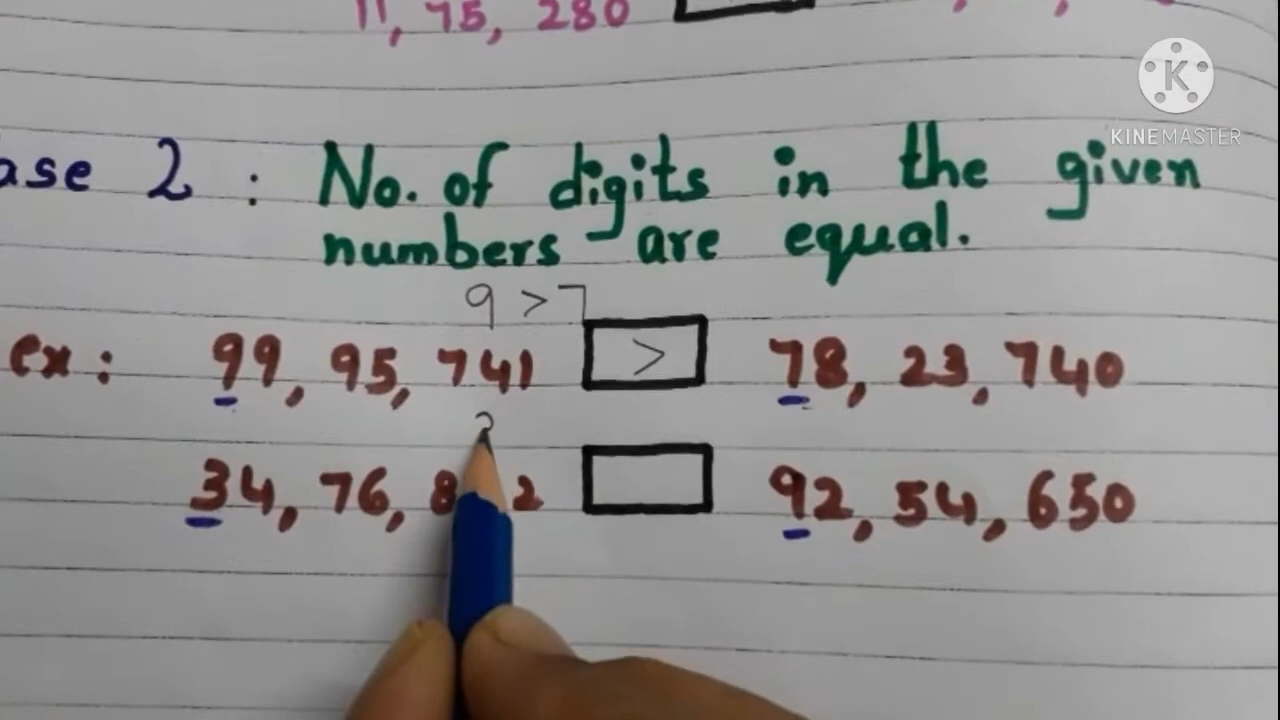 11, 75, 280
K
KINEMASTER
ase 2 : No. of digits in the given
numbers are equal.
9 > 7
ex: 99, 95, 741 > 78, 23, 740
34, 76, 92, 54, 650